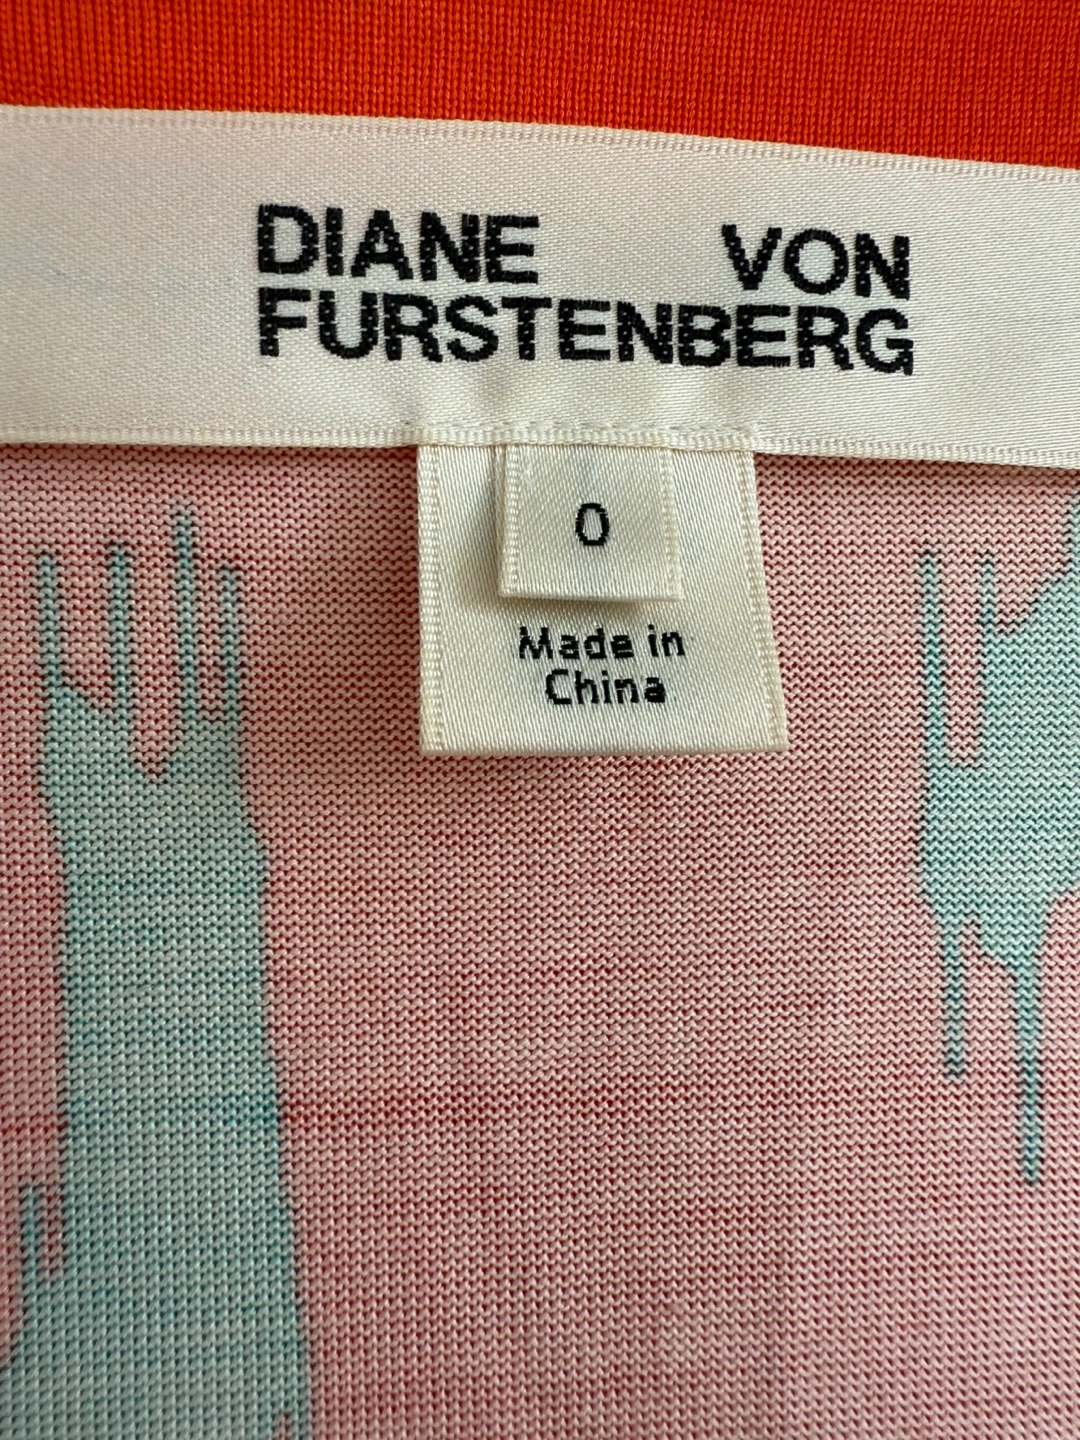 DIANE VON
FURSTENBERG
0
Made in
China